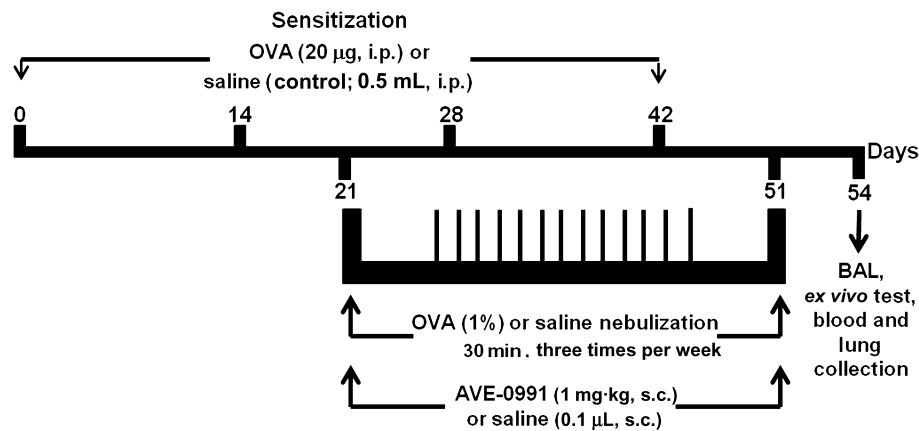 Sensitization
OVA (20 µg, i.p.) or
saline (control; 0.5 mL, i.p.)
0
14
28
42
Days
21
51
54
BAL,
ex vivo test,
blood and
lung
collection
OVA (1%) or saline nebulization
30 min, three times per week
AVE-0991 (1 mg·kg, s.c.)
or saline (0.1 µL, s.c.)